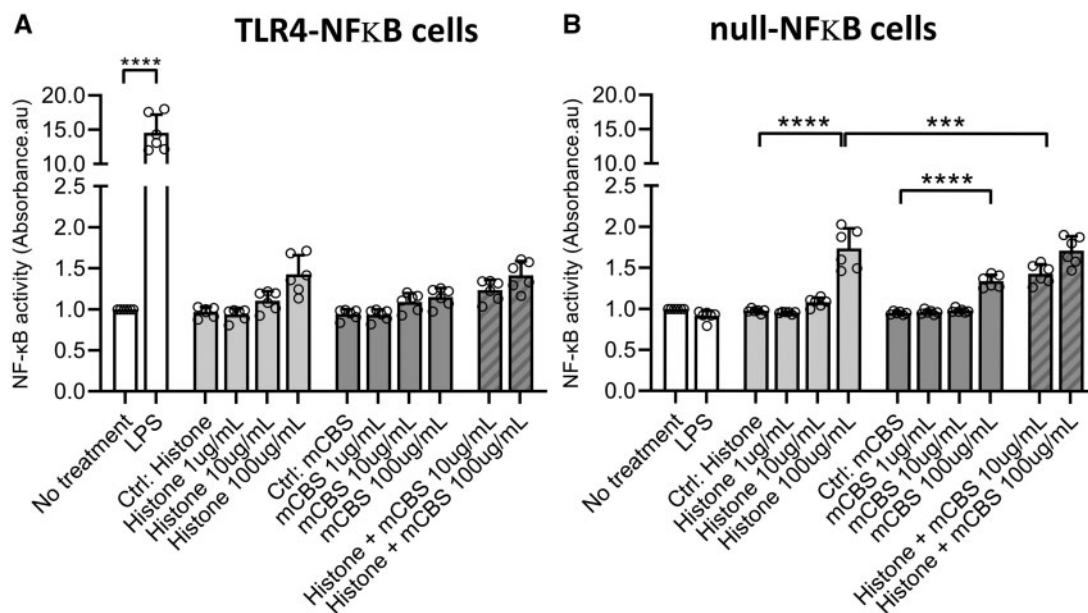 A
TLR4-NFκB cells
NF-κB activity (Absorbance.au)
20.0
15.0
10.0
2.5
2.0
1.5
1.0
0.5
0.0
****
No treatment
LPS
Ctrl: Histone
Histone 1ug/mL
Histone 10ug/mL
Histone 100ug/mL
Ctrl: mCBS
mCBS 1ug/mL
mCBS 10ug/mL
mCBS 100ug/mL
Histone + mCBS 10ug/mL
Histone + mCBS 100ug/mL
B
null-NFκB cells
NF-κB activity (Absorbance.au)
20.0
15.0
10.0
2.5
2.0
1.5
1.0
0.5
0.0
****
***
****
No treatment
LPS
Ctrl: Histone
Histone 1ug/mL
Histone 10ug/mL
Histone 100ug/mL
Ctrl: mCBS
mCBS 1ug/mL
mCBS 10ug/mL
mCBS 100ug/mL
Histone + mCBS 10ug/mL
Histone + mCBS 100ug/mL